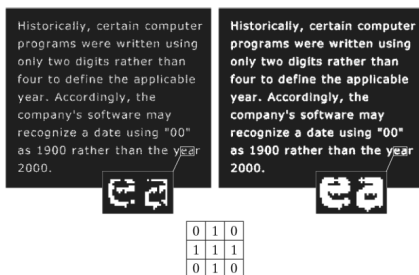 Historically, certain computer
programs were written using
only two digits rather than
four to define the applicable
year. Accordingly, the
company's software may
recognize a date using "00"
as 1900 rather than the year
2000.
ea
Historically, certain computer
programs were written using
only two digits rather than
four to define the applicable
year. Accordingly, the
company's software may
recognize a date using "00"
as 1900 rather than the year
2000.
ea
0 1 0
1 1 1
0 1 0